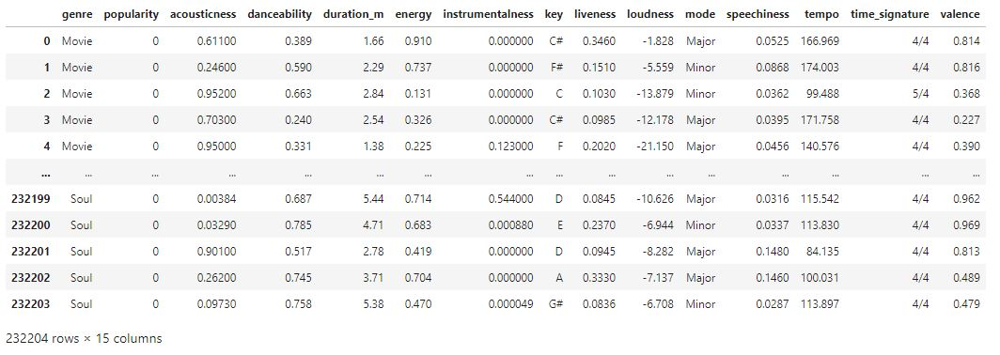 genre popularity acousticness danceability duration_m energy instrumentalness key liveness loudness mode speechiness tempo time_signature valence
0 Movie 0 0.61100 0.389 1.66 0.910 0.000000 C# 0.3460 -1.828 Major 0.0525 166.969 4/4 0.814
1 Movie 0 0.24600 0.590 2.29 0.737 0.000000 F# 0.1510 -5.559 Minor 0.0868 174.003 4/4 0.816
2 Movie 0 0.95200 0.663 2.84 0.131 0.000000 C 0.1030 -13.879 Minor 0.0362 99.488 5/4 0.368
3 Movie 0 0.70300 0.240 2.54 0.326 0.000000 C# 0.0985 -12.178 Major 0.0395 171.758 4/4 0.227
4 Movie 0 0.95000 0.331 1.38 0.225 0.123000 F 0.2020 -21.150 Major 0.0456 140.576 4/4 0.390
... ... ... ... ... ... ... ... ... ... ... ... ... ... ... ...
232199 Soul 0 0.00384 0.687 5.44 0.714 0.544000 D 0.0845 -10.626 Major 0.0316 115.542 4/4 0.962
232200 Soul 0 0.03290 0.785 4.71 0.683 0.000880 E 0.2370 -6.944 Minor 0.0337 113.830 4/4 0.969
232201 Soul 0 0.90100 0.517 2.78 0.419 0.000000 D 0.0945 -8.282 Major 0.1480 84.135 4/4 0.813
232202 Soul 0 0.26200 0.745 3.71 0.704 0.000000 A 0.3330 -7.137 Major 0.1460 100.031 4/4 0.489
232203 Soul 0 0.09730 0.758 5.38 0.470 0.000049 G# 0.0836 -6.708 Minor 0.0287 113.897 4/4 0.479
232204 rows × 15 columns